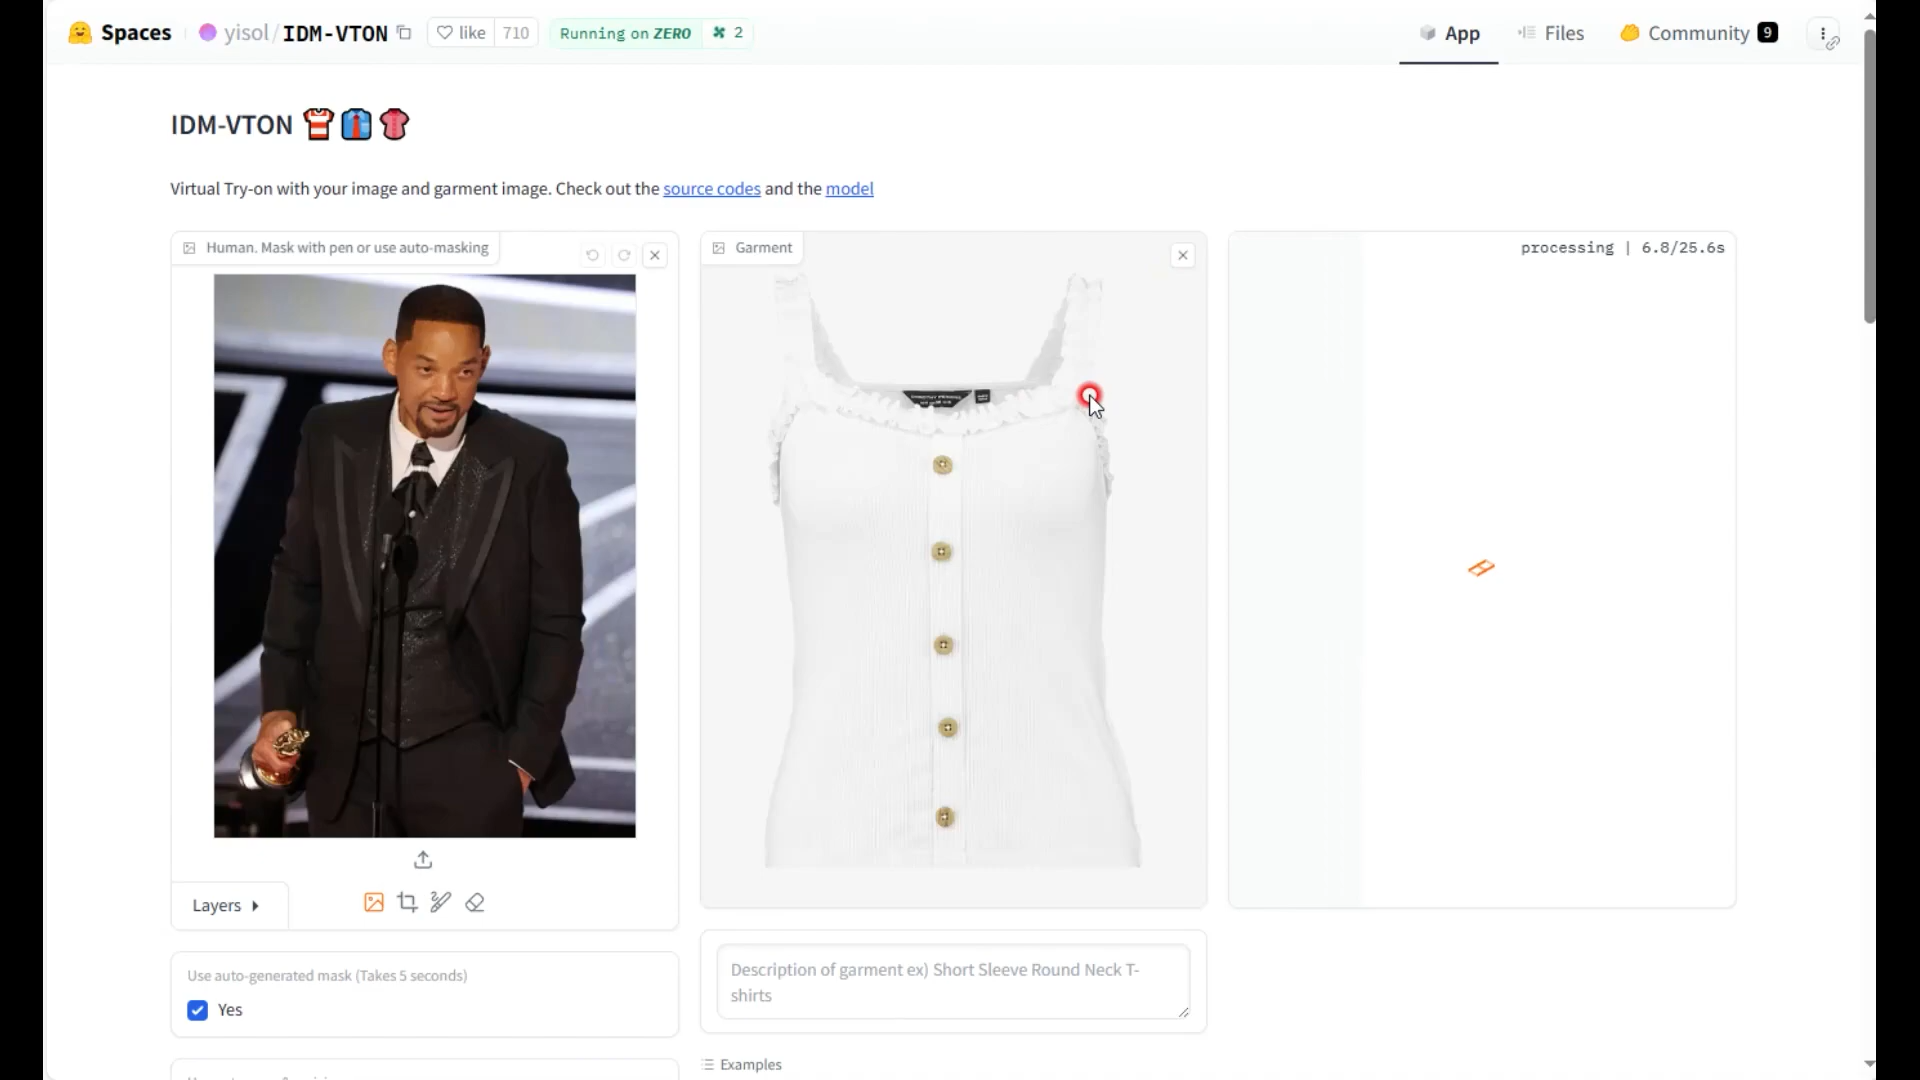 Spaces yisol/IDM-VTON like 710 Running on ZERO 2 App Files Community 9
IDM-VTON
Virtual Try-on with your image and garment image. Check out the source codes and the model
Human. Mask with pen or use auto-masking
Garment
processing | 6.8/25.6s
Layers
Use auto-generated mask (Takes 5 seconds)
Yes
Description of garment ex) Short Sleeve Round Neck T-
shirts
Examples